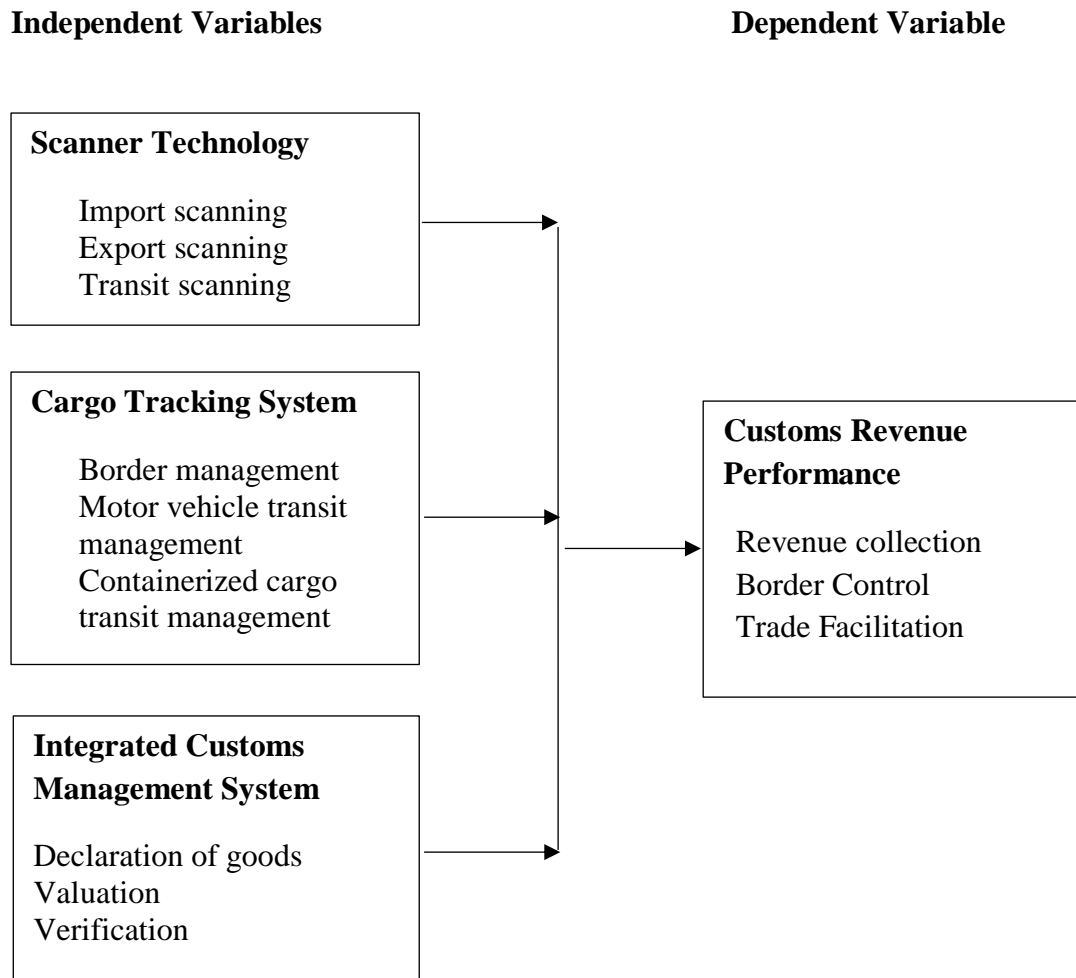 Independent Variables
Dependent Variable
Scanner Technology
Import scanning
Export scanning
Transit scanning
Cargo Tracking System
Border management
Motor vehicle transit
management
Containerized cargo
transit management
Integrated Customs
Management System
Declaration of goods
Valuation
Verification
Customs Revenue
Performance
Revenue collection
Border Control
Trade Facilitation